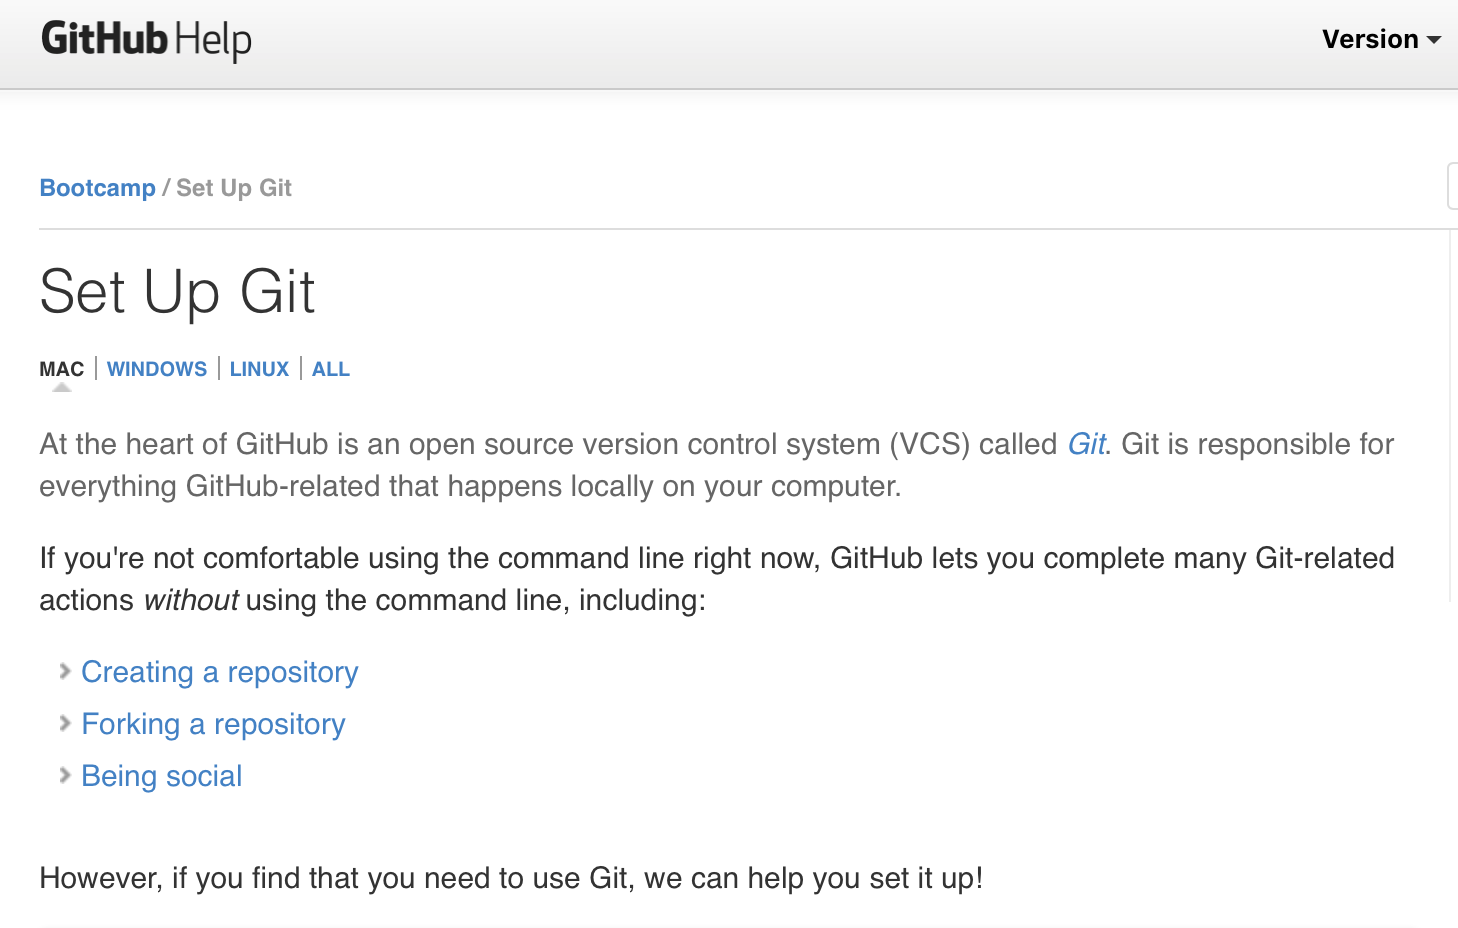 GitHub Help
Version
Bootcamp / Set Up Git
Set Up Git
MAC | WINDOWS | LINUX | ALL
At the heart of GitHub is an open source version control system (VCS) called Git. Git is responsible for
everything GitHub-related that happens locally on your computer.
If you're not comfortable using the command line right now, GitHub lets you complete many Git-related
actions without using the command line, including:
Creating a repository
Forking a repository
Being social
However, if you find that you need to use Git, we can help you set it up!